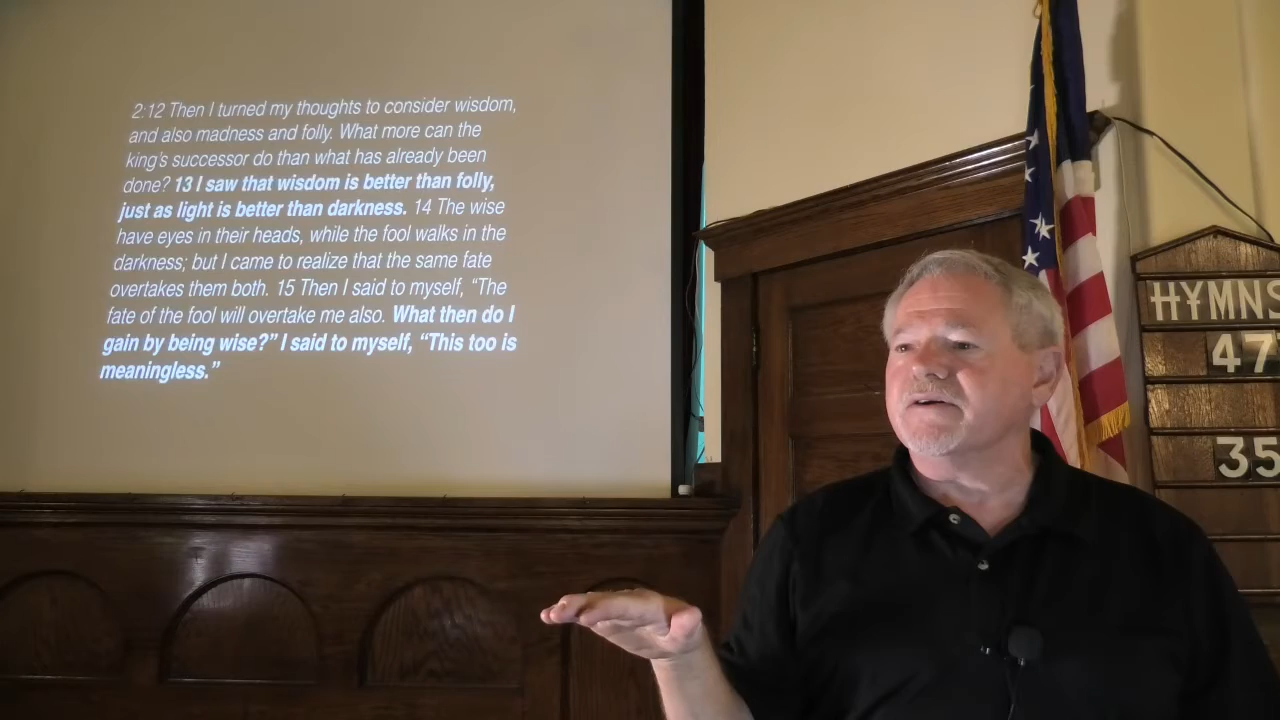 2:12 Then I turned my thoughts to consider wisdom,
and also madness and folly. What more can the
king's successor do than what has already been
done? 13 I saw that wisdom is better than folly,
just as light is better than darkness. 14 The wise
have eyes in their heads, while the fool walks in the
darkness; but I came to realize that the same fate
overtakes them both. 15 Then I said to myself, “The
fate of the fool will overtake me also. What then do I
gain by being wise?” I said to myself, “This too is
meaningless.”
HYMNS
47
35